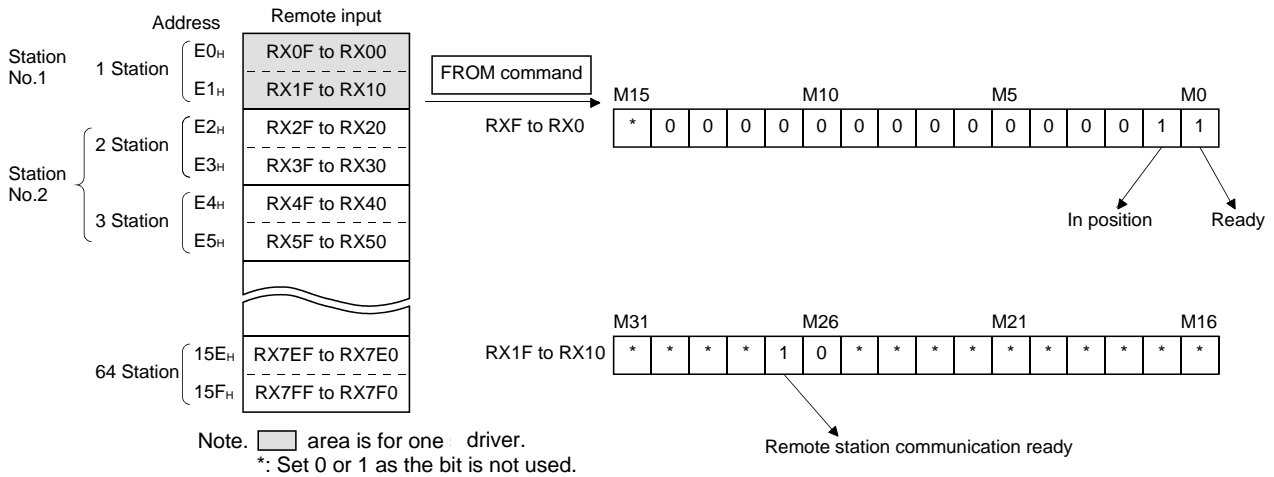 Address
Remote input
Station No.1
1 Station
E0H
RX0F to RX00
E1H
RX1F to RX10
Station No.2
2 Station
E2H
RX2F to RX20
E3H
RX3F to RX30
3 Station
E4H
RX4F to RX40
E5H
RX5F to RX50
64 Station
15EH
RX7EF to RX7E0
15FH
RX7FF to RX7F0
FROM command
M15 M10 M5 M0
RXF to RX0 * 0 0 0 0 0 0 0 0 0 0 0 0 0 1 1
In position Ready
M31 M26 M21 M16
RX1F to RX10 * * * * 1 0 * * * * * * * * * *
Remote station communication ready
Note. area is for one driver.
*: Set 0 or 1 as the bit is not used.